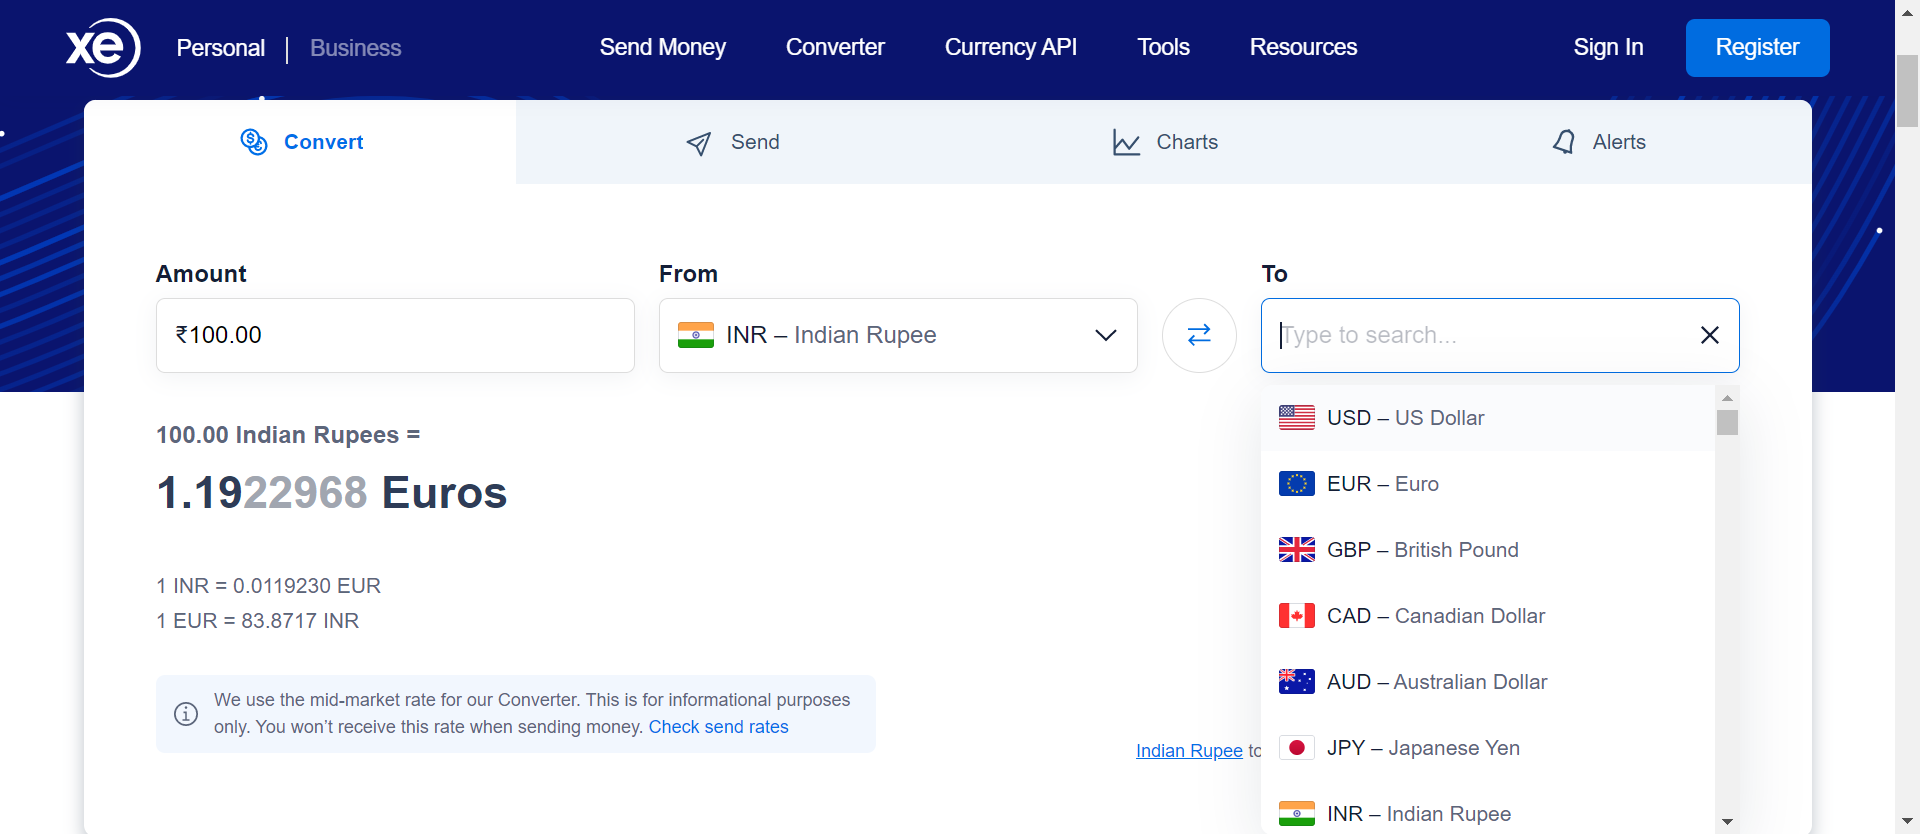 xe Personal | Business Send Money Converter Currency API Tools Resources Sign In Register
Convert Send Charts Alerts
Amount From To
₹100.00 INR – Indian Rupee Type to search...
100.00 Indian Rupees =
1.1922968 Euros
1 INR = 0.0119230 EUR
1 EUR = 83.8717 INR
We use the mid-market rate for our Converter. This is for informational purposes
only. You won’t receive this rate when sending money. Check send rates
Indian Rupee to
USD – US Dollar
EUR – Euro
GBP – British Pound
CAD – Canadian Dollar
AUD – Australian Dollar
JPY – Japanese Yen
INR – Indian Rupee